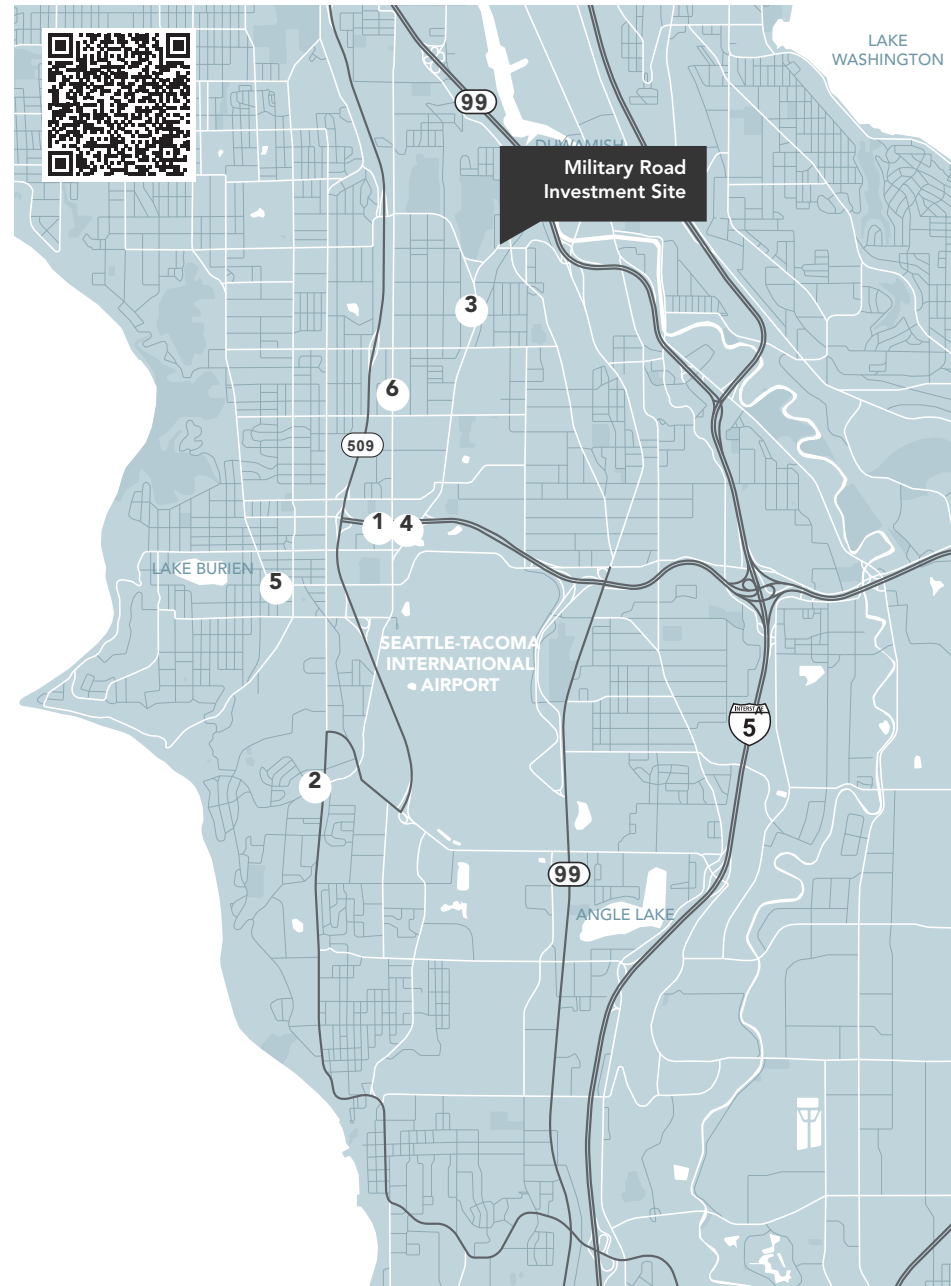 LAKE
WASHINGTON
99
DUWAMISH
Military Road
Investment Site
3
6
509
1
4
LAKE BURIEN
5
SEATTLE-TACOMA
INTERNATIONAL
AIRPORT
INTERSTATE
5
2
99
ANGLE LAKE